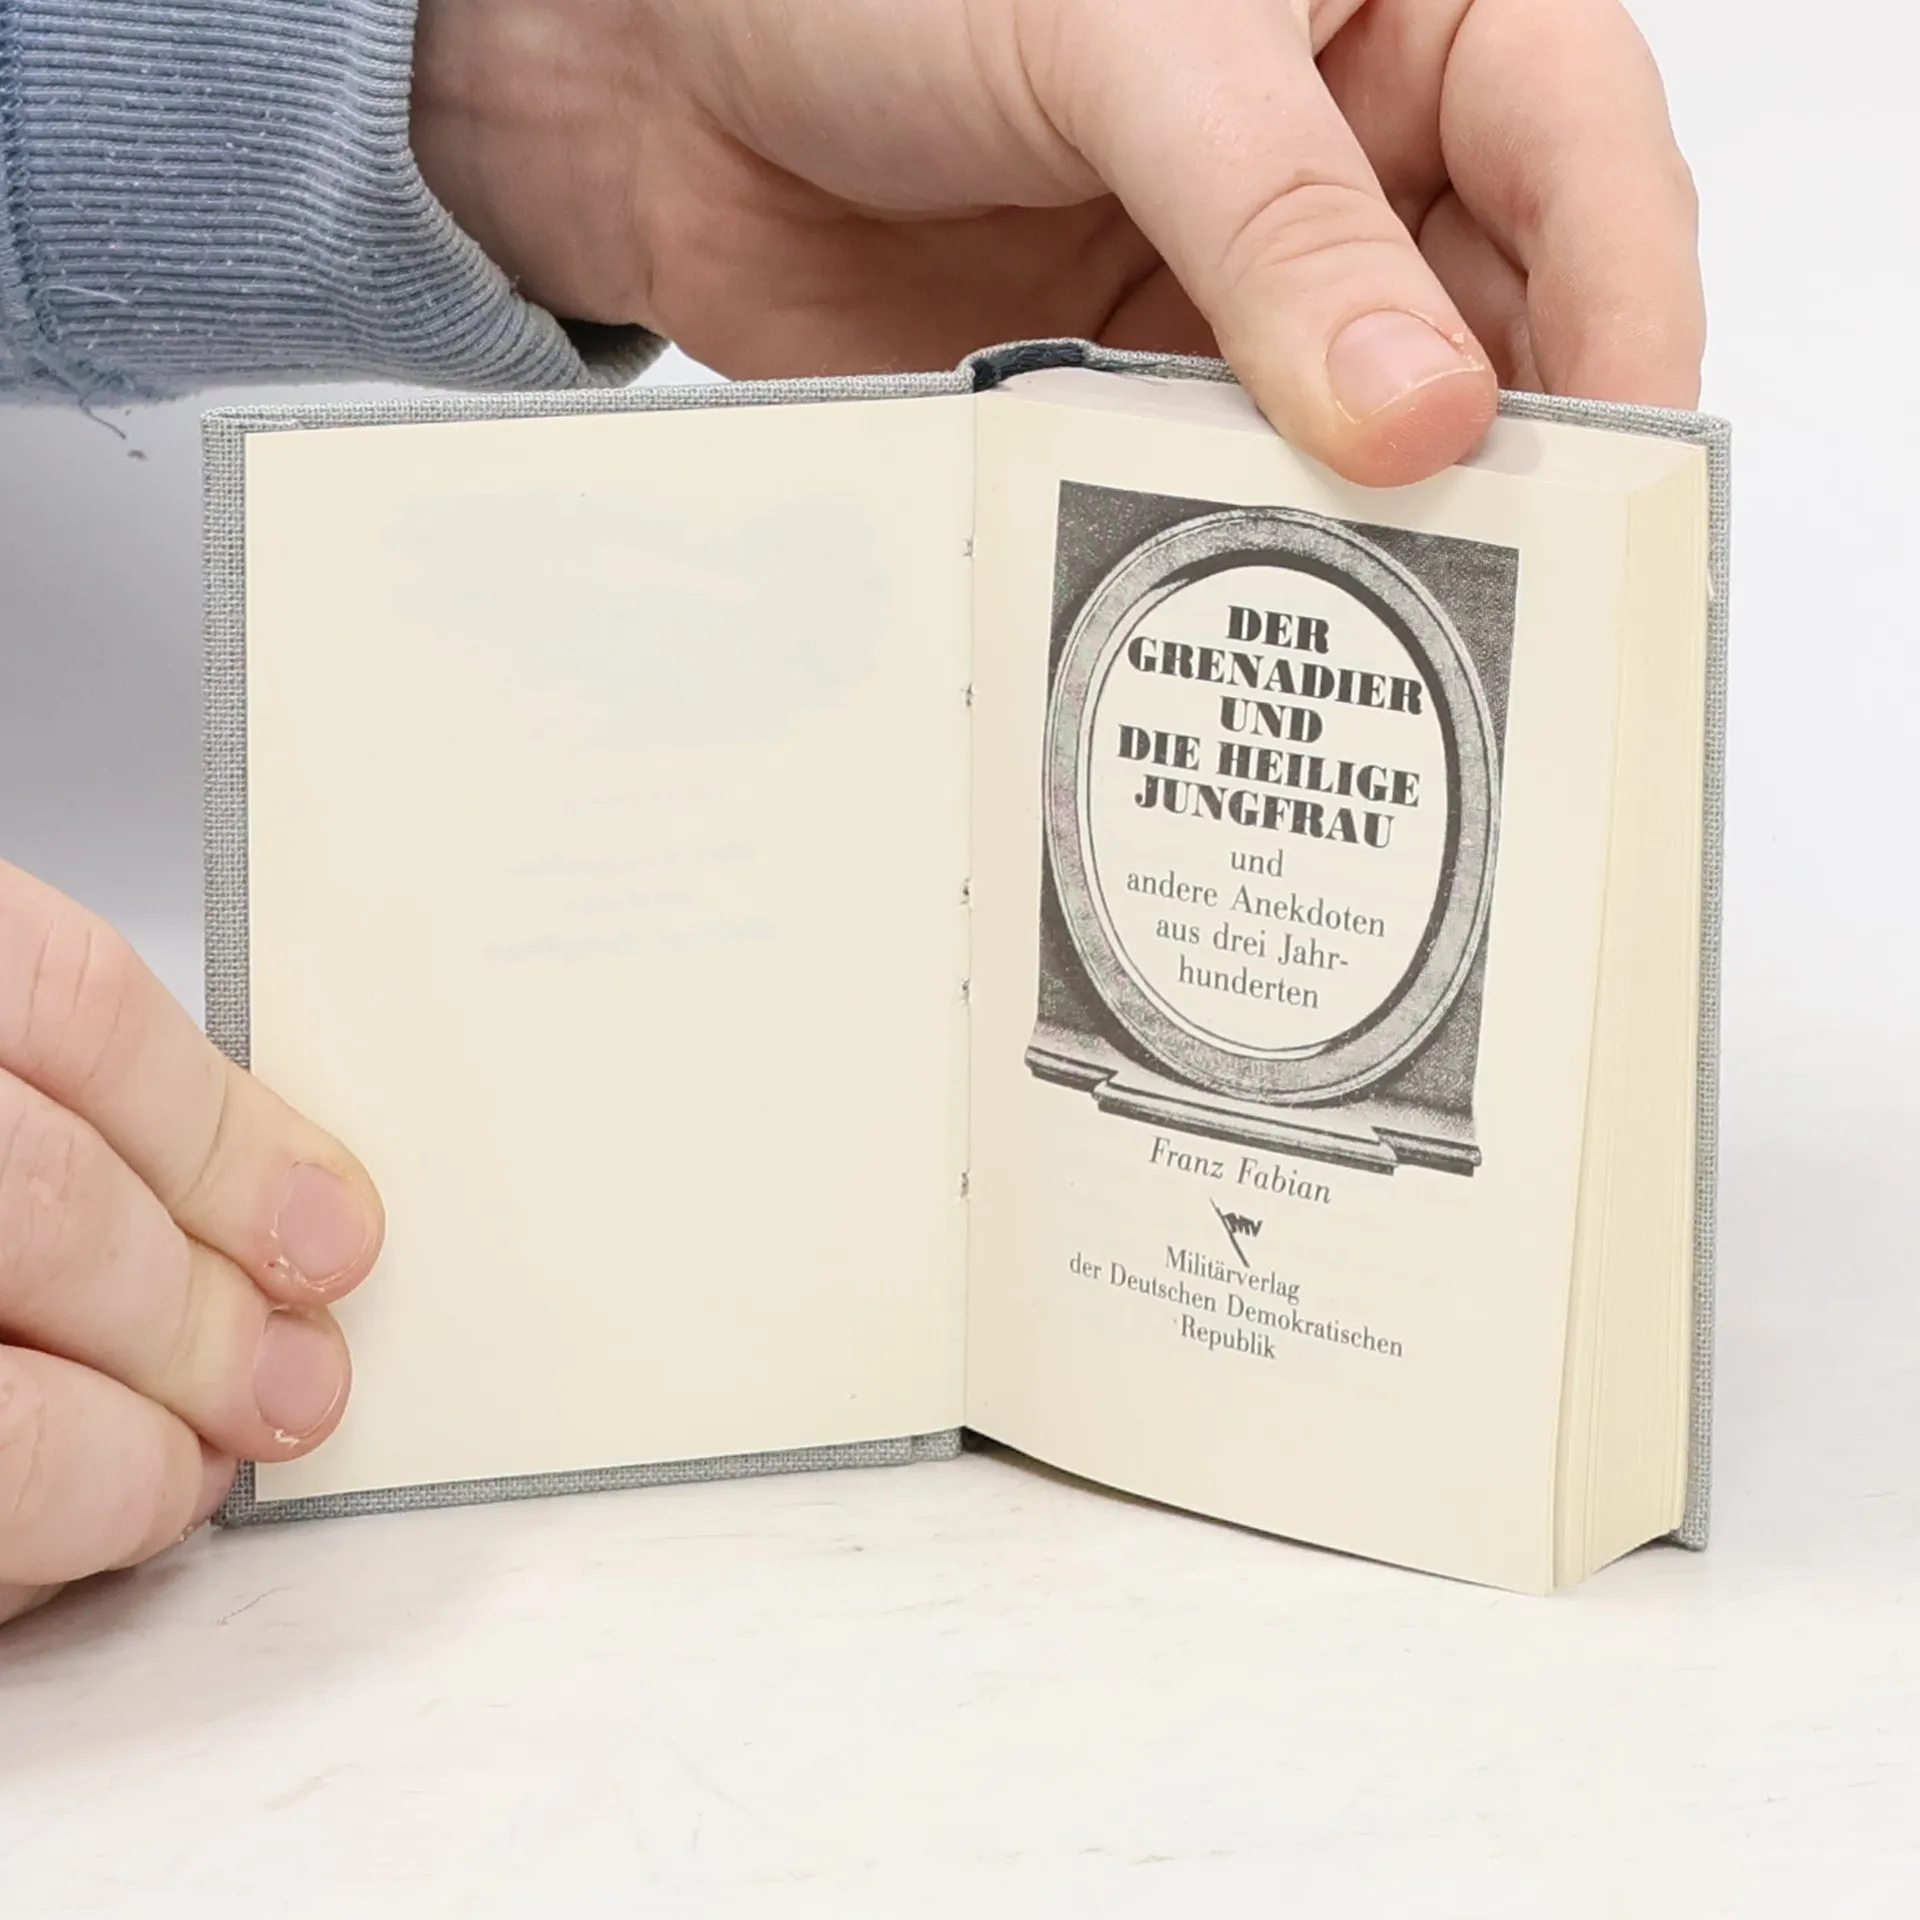 DER
GRENADIER
UND
DIE HEILIGE
JUNGFRAU
und
andere Anekdoten
aus drei Jahr-
hunderten
Franz Fabian
MV
Militärverlag
der Deutschen Demokratischen
Republik